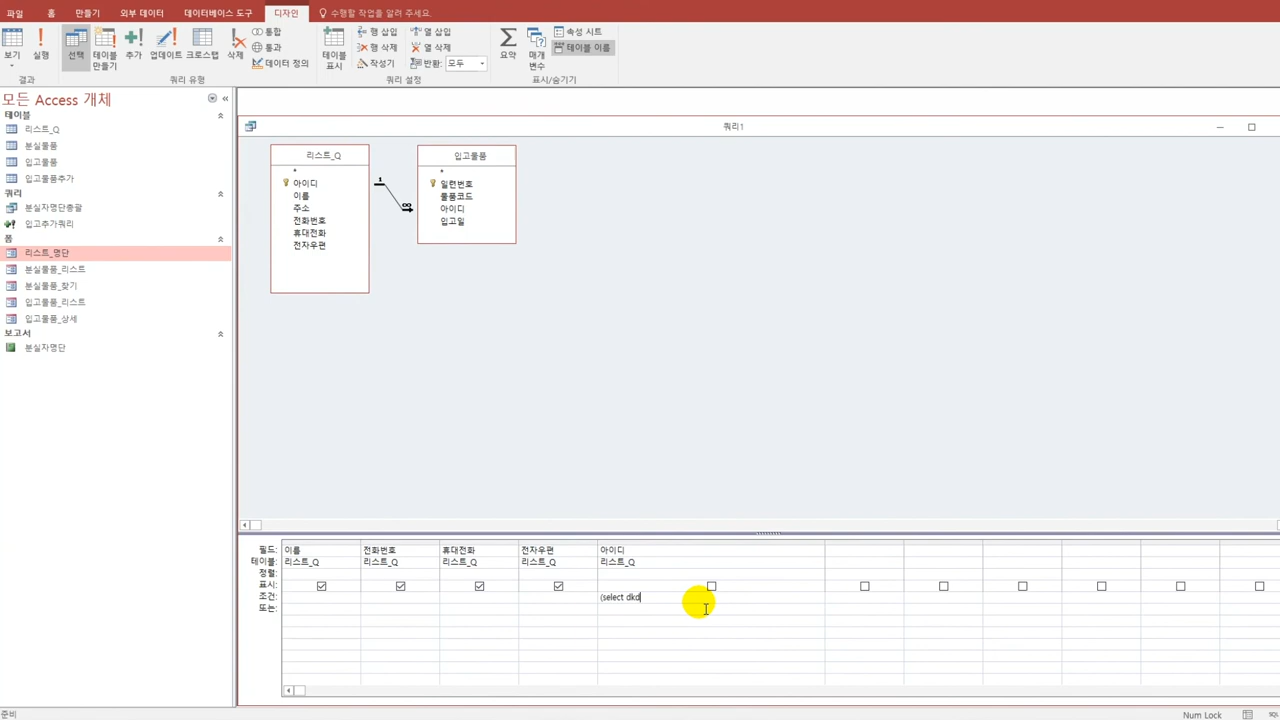 파일 홈 만들기 외부 데이터 데이터베이스 도구 디자인 수행할 작업을 알려 주세요.
보기 실행 선택 테이블 만들기 추가 업데이트 크로스탭 삭제
통합
통과
데이터 정의
테이블 표시
행 삽입
행 삭제
작성기
열 삽입
열 삭제
반환: 모두
요약 매개 변수
속성 시트
테이블 이름
결과 쿼리 유형 쿼리 설정 표시/숨기기
모든 Access 개체
테이블
리스트_Q
분실물품
입고물품
입고물품추가
쿼리
분실자명단총괄
입고추가쿼리
폼
리스트_명단
분실물품_리스트
분실물품_찾기
입고물품_리스트
입고물품_상세
보고서
분실자명단
쿼리1
리스트_Q
*
아이디
이름
주소
전화번호
휴대전화
전자우편
1
∞
입고물품
*
일련번호
물품코드
아이디
입고일
필드: 이름 전화번호 휴대전화 전자우편 아이디
테이블: 리스트_Q 리스트_Q 리스트_Q 리스트_Q 리스트_Q
정렬:
표시:
조건: (select dkd
또는:
준비 Num Lock SQL